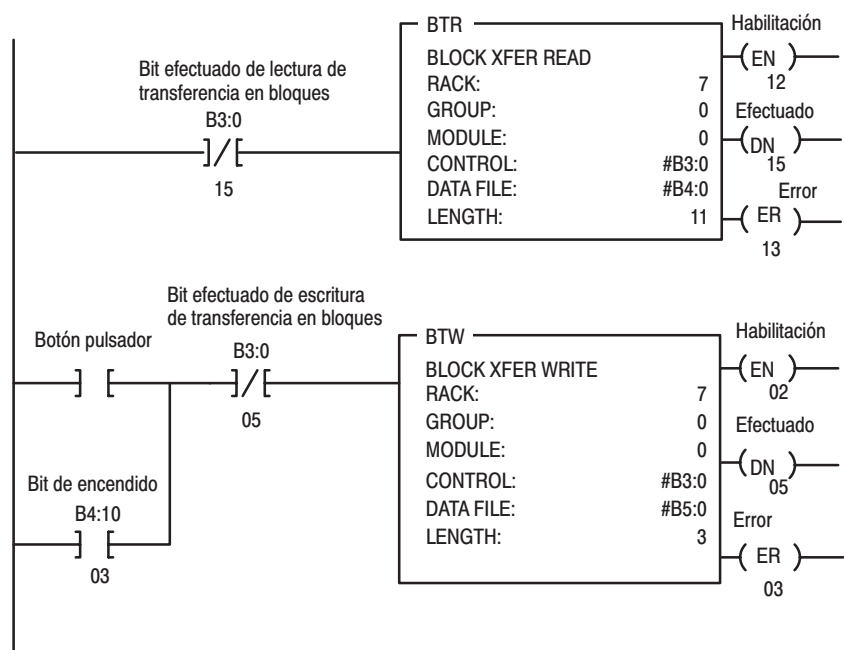 Bit efectuado de lectura de
transferencia en bloques
B3:0
15
BTR
BLOCK XFER READ
RACK: 7
GROUP: 0
MODULE: 0
CONTROL: #B3:0
DATA FILE: #B4:0
LENGTH: 11
Habilitación
EN
12
Efectuado
DN
15
Error
ER
13
Botón pulsador
Bit efectuado de escritura
de transferencia en bloques
B3:0
05
Bit de encendido
B4:10
03
BTW
BLOCK XFER WRITE
RACK: 7
GROUP: 0
MODULE: 0
CONTROL: #B3:0
DATA FILE: #B5:0
LENGTH: 3
Habilitación
EN
02
Efectuado
DN
05
Error
ER
03